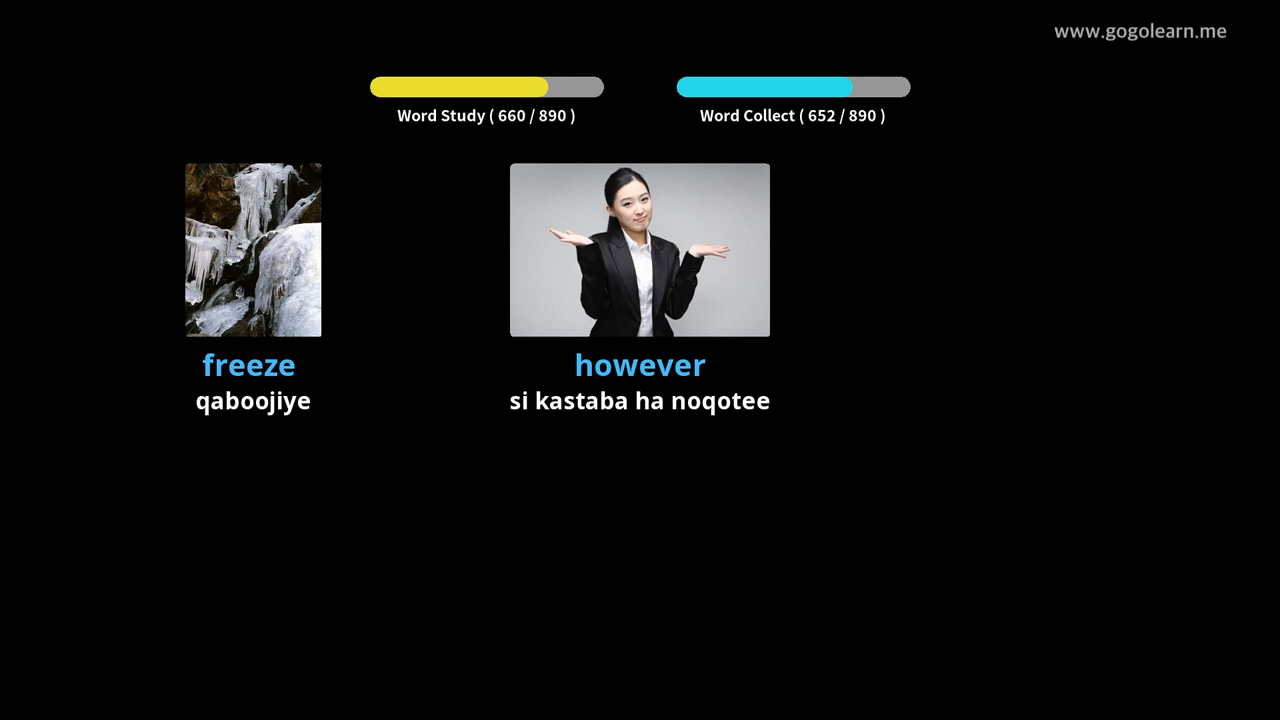 www.gogolearn.me
Word Study ( 660 / 890 )
Word Collect ( 652 / 890 )
freeze
qaboojiye
however
si kastaba ha noqotee